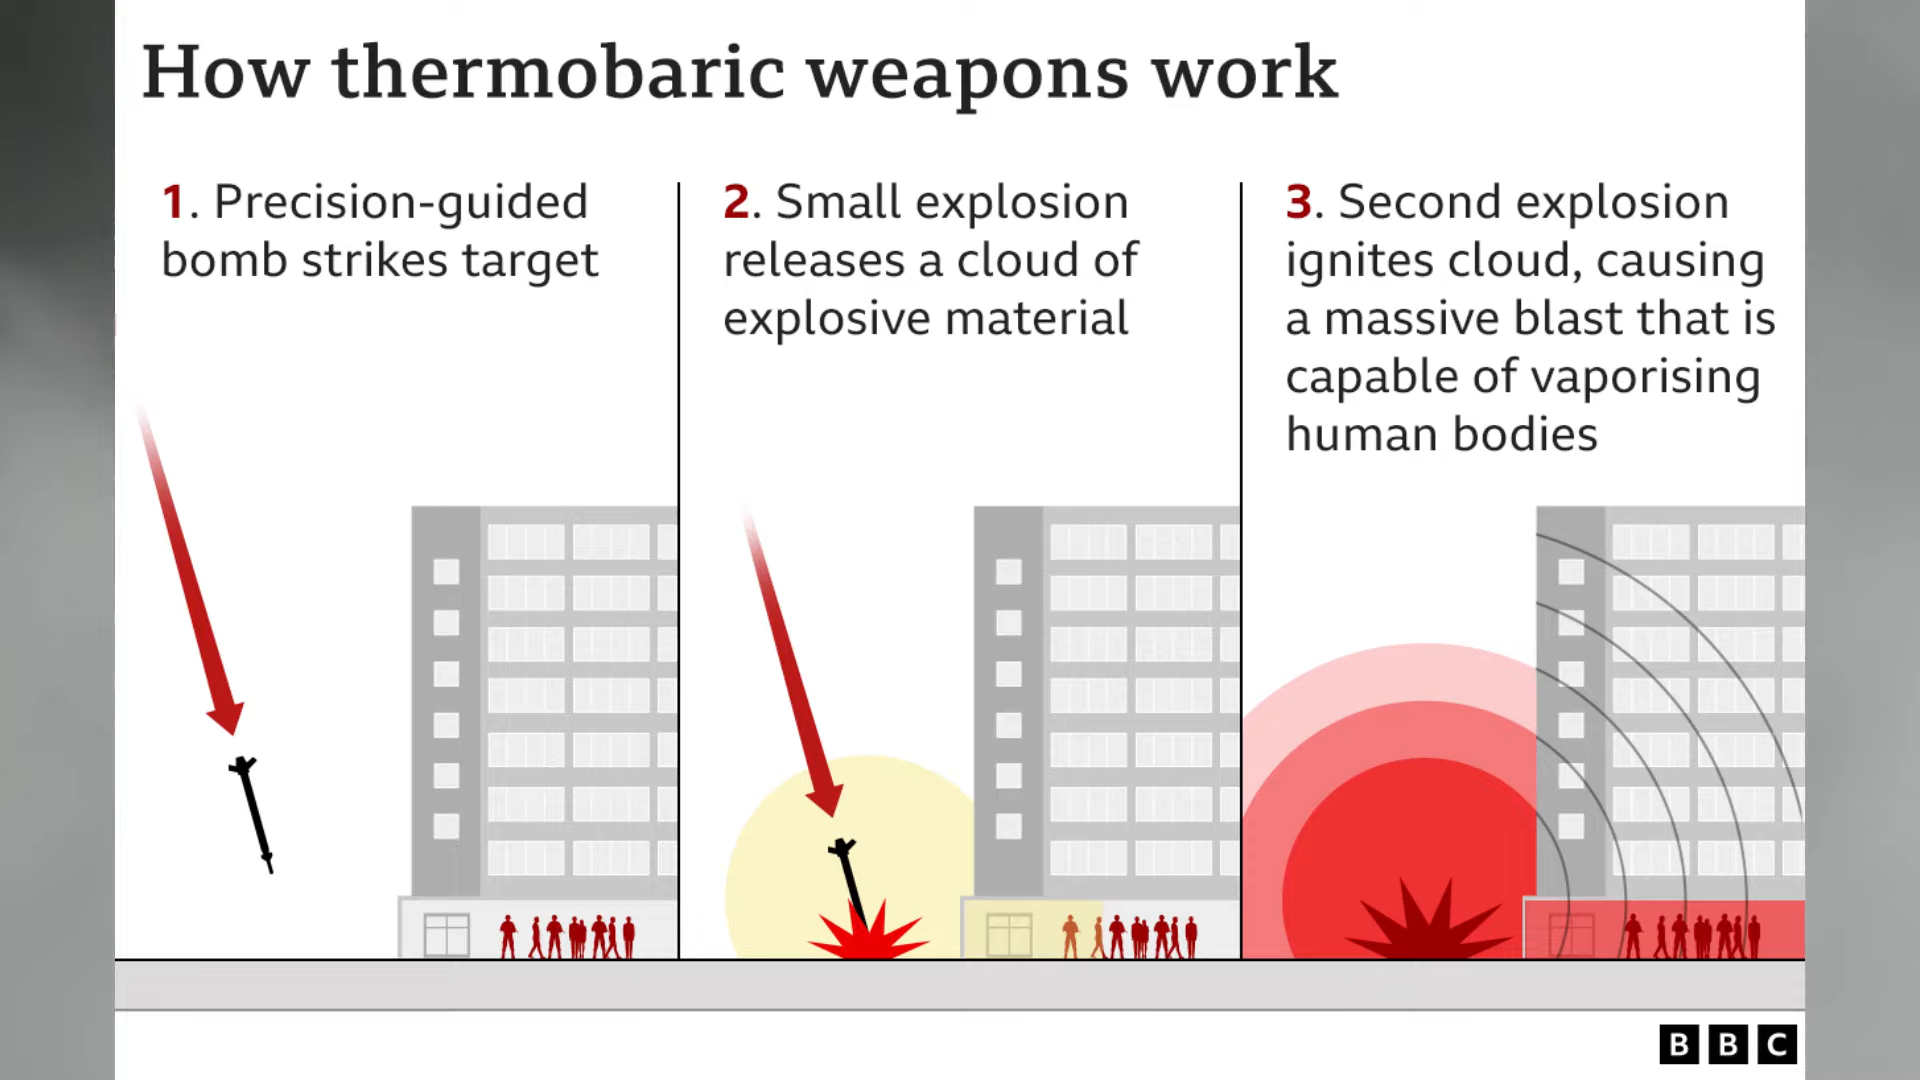 How thermobaric weapons work
1. Precision-guided
bomb strikes target
2. Small explosion
releases a cloud of
explosive material
3. Second explosion
ignites cloud, causing
a massive blast that is
capable of vaporising
human bodies
BBC